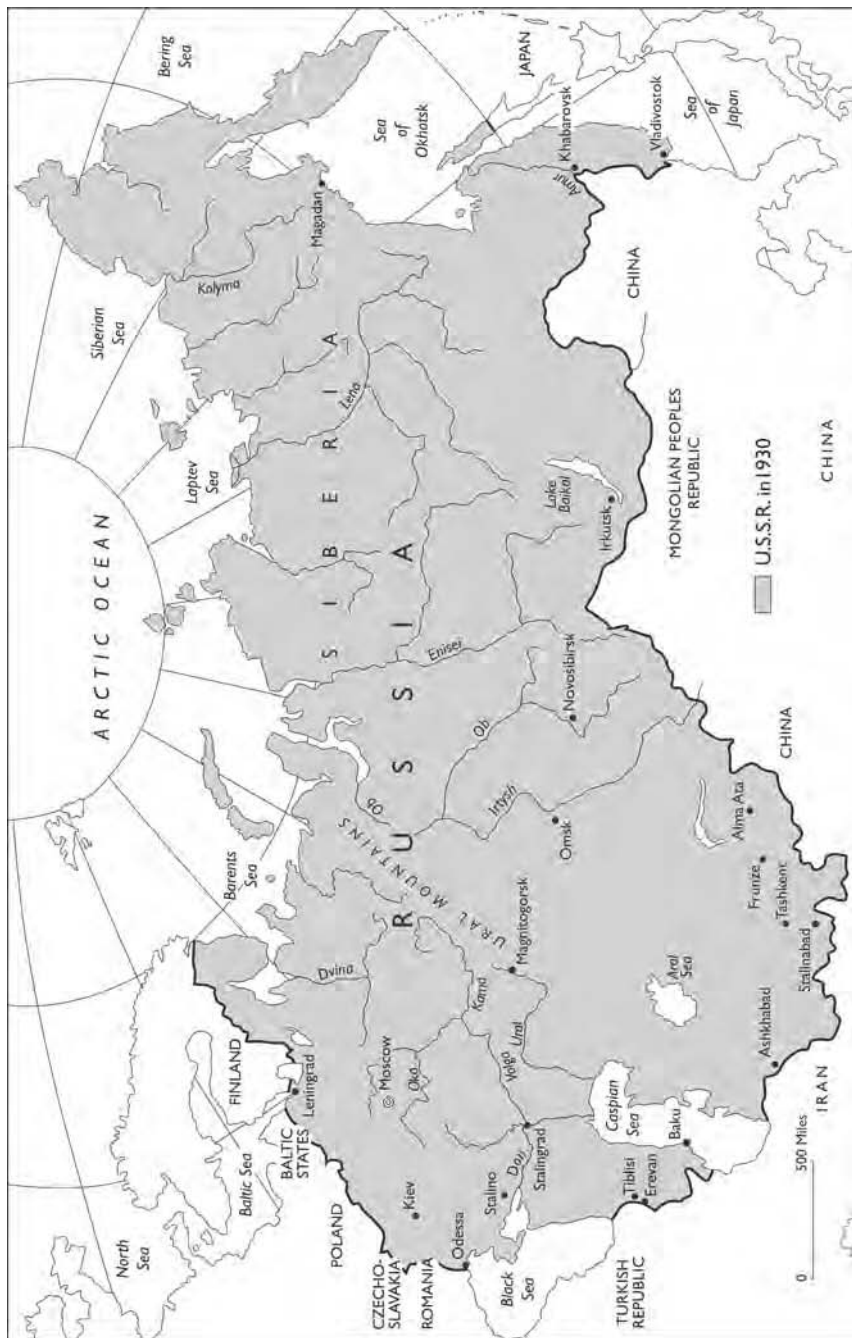 Bering
Sea
ARCTIC OCEAN
Siberian
Sea
Laptev
Sea
Barents
Sea
North
Sea
Baltic Sea
FINLAND
BALTIC
STATES
POLAND
CZECHO-
SLAVAKIA
ROMANIA
Black
Sea
TURKISH
REPUBLIC
IRAN
CHINA
MONGOLIAN PEOPLES
REPUBLIC
CHINA
CHINA
JAPAN
Sea
of
Okhotsk
Sea
of
Japan
SIBERIA
RUSSIA
URAL MOUNTAINS
Kolyma
Magadan
Lena
Amur
Khabarovsk
Vladivostok
Lake
Baikal
Irkutsk
Enisei
Novosibirsk
Ob
Ob
Irtysh
Omsk
Magnitogorsk
Dvina
Kama
Ural
Volga
Leningrad
Moscow
Oka
Kiev
Odessa
Stalino
Don
Stalingrad
Caspian
Sea
Baku
Tiblisi
Erevan
Aral
Sea
Ashkhabad
Alma Ata
Frunze
Tashkent
Stalinabad
U.S.S.R. in 1930
0 500 Miles